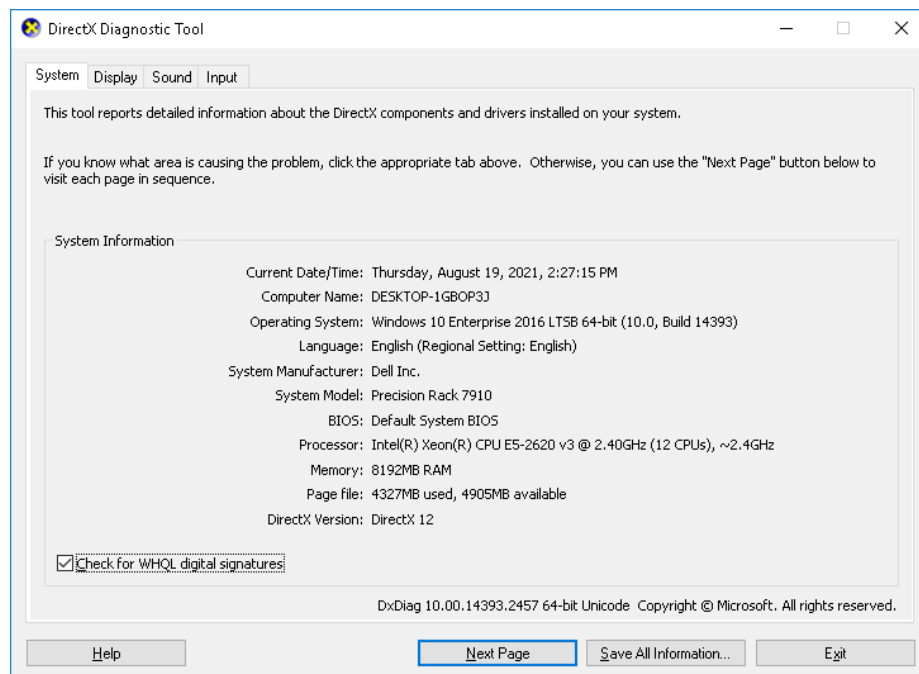 DirectX Diagnostic Tool
System Display Sound Input
This tool reports detailed information about the DirectX components and drivers installed on your system.
If you know what area is causing the problem, click the appropriate tab above.  Otherwise, you can use the "Next Page" button below to
visit each page in sequence.
System Information
Current Date/Time: Thursday, August 19, 2021, 2:27:15 PM
Computer Name: DESKTOP-1GBOP3J
Operating System: Windows 10 Enterprise 2016 LTSB 64-bit (10.0, Build 14393)
Language: English (Regional Setting: English)
System Manufacturer: Dell Inc.
System Model: Precision Rack 7910
BIOS: Default System BIOS
Processor: Intel(R) Xeon(R) CPU E5-2620 v3 @ 2.40GHz (12 CPUs), ~2.4GHz
Memory: 8192MB RAM
Page file: 4327MB used, 4905MB available
DirectX Version: DirectX 12
Check for WHQL digital signatures
DxDiag 10.00.14393.2457 64-bit Unicode  Copyright © Microsoft. All rights reserved.
Help Next Page Save All Information... Exit